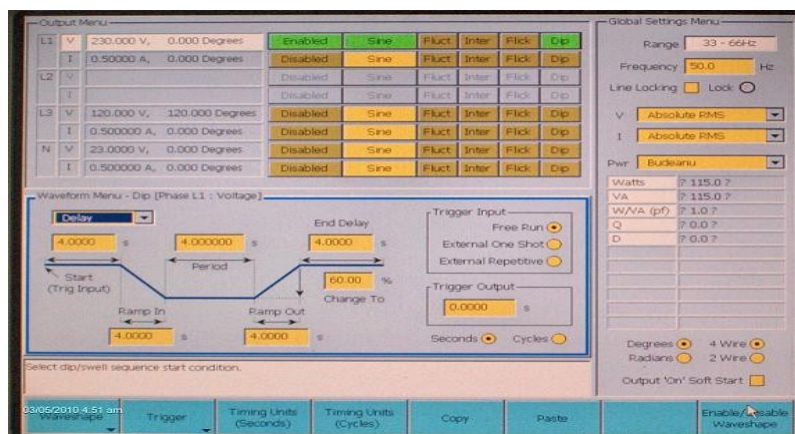 Output Menu
L1 V 230.000 V, 0.000 Degrees Enabled Sine Fluct Inter Flick Dip
I 0.50000 A, 0.000 Degrees Disabled Sine Fluct Inter Flick Dip
L2 V Disabled Sine Fluct Inter Flick Dip
I Disabled Sine Fluct Inter Flick Dip
L3 V 120.000 V, 120.000 Degrees Disabled Sine Fluct Inter Flick Dip
I 0.500000 A, 0.000 Degrees Disabled Sine Fluct Inter Flick Dip
N V 23.0000 V, 0.000 Degrees Disabled Sine Fluct Inter Flick Dip
I 0.500000 A, 0.000 Degrees Disabled Sine Fluct Inter Flick Dip
Waveform Menu - Dip [Phase L1 : Voltage]
Delay
End Delay
4.0000 s 4.000000 s 4.0000 s
Period
Start
(Trig Input)
60.00 %
Change To
Ramp In Ramp Out
4.0000 s 4.0000 s
Trigger Input
Free Run
External One Shot
External Repetitive
Trigger Output
0.0000 s
Seconds Cycles
Select dip/swell sequence start condition.
Global Settings Menu
Range 33 - 66Hz
Frequency 50.0 Hz
Line Locking Lock
V Absolute RMS
I Absolute RMS
Pwr Budeanu
Watts ? 115.0 ?
VA ? 115.0 ?
W/VA (pf) ? 1.0 ?
Q ? 0.0 ?
D ? 0.0 ?
Degrees 4 Wire
Radians 2 Wire
Output 'On' Soft Start
03/05/2010 4:51 am
Waveshape
Trigger
Timing Units
(Seconds)
Timing Units
(Cycles)
Copy
Paste
Enable/Disable
Waveshape